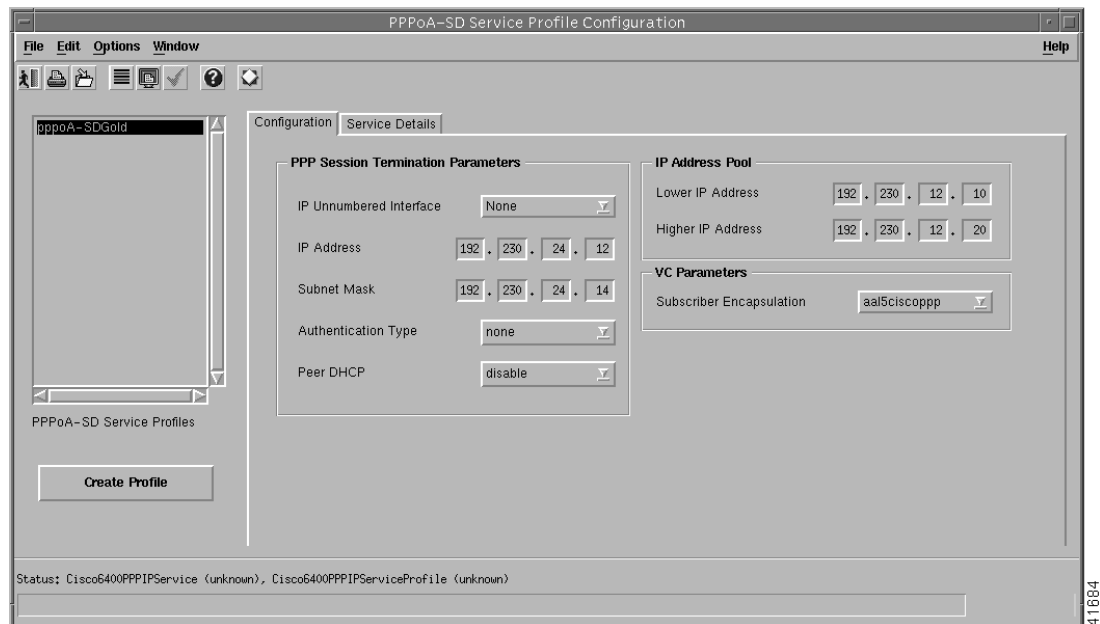 PPPoA-SD Service Profile Configuration
File Edit Options Window Help
pppoA-SDGold
PPPoA-SD Service Profiles
Create Profile
Configuration Service Details
PPP Session Termination Parameters
IP Unnumbered Interface None
IP Address 192 . 230 . 24 . 12
Subnet Mask 192 . 230 . 24 . 14
Authentication Type none
Peer DHCP disable
IP Address Pool
Lower IP Address 192 . 230 . 12 . 10
Higher IP Address 192 . 230 . 12 . 20
VC Parameters
Subscriber Encapsulation aal5ciscoppp
Status: Cisco6400PPPIPService (unknown), Cisco6400PPPIPServiceProfile (unknown)
41684